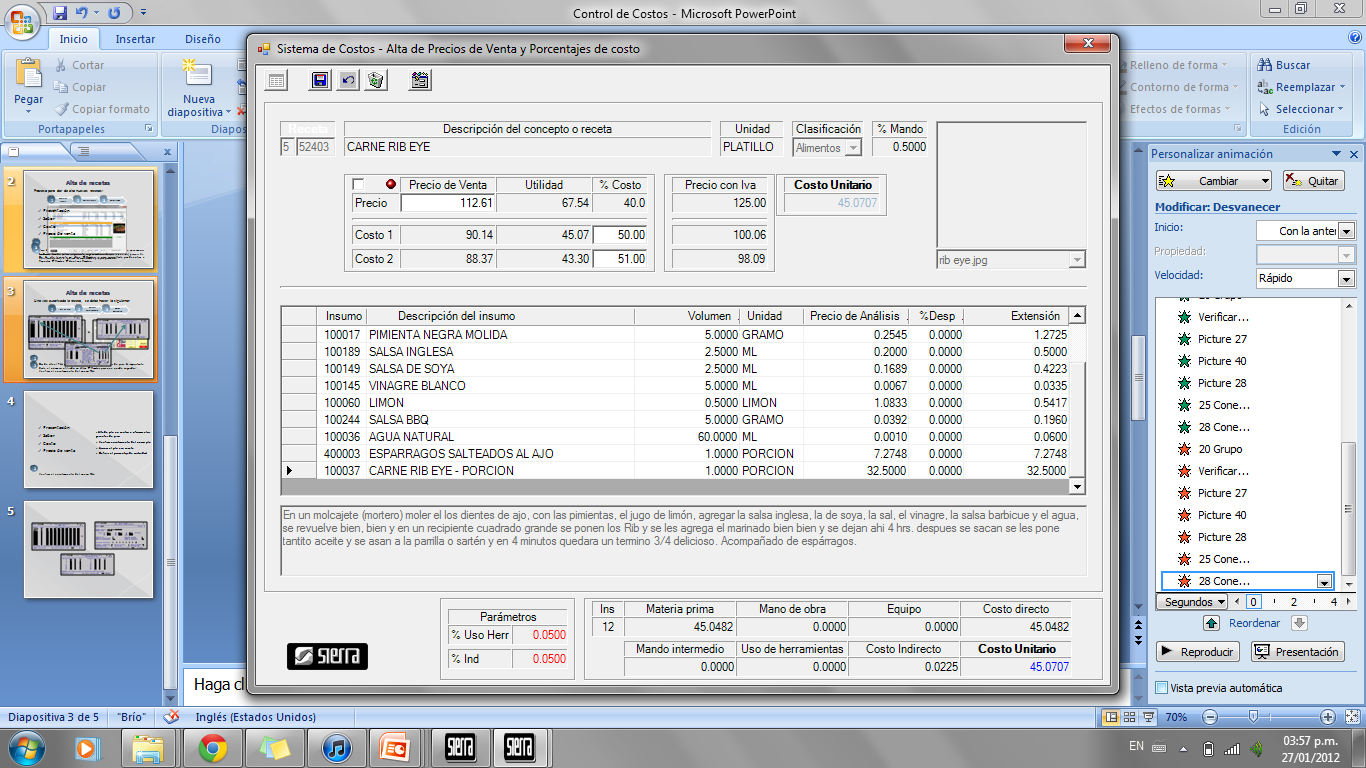 Control de Costos - Microsoft PowerPoint
Inicio
Insertar
Diseño
Pegar
Cortar
Copiar
Copiar formato
Portapapeles
Nueva
diapositiva
Relleno de forma
Contorno de forma
Efectos de formas
Buscar
Reemplazar
Seleccionar
Edición
Sistema de Costos - Alta de Precios de Venta y Porcentajes de costo
Receta Descripción del concepto o receta Unidad Clasificación % Mando
5 52403 CARNE RIB EYE PLATILLO Alimentos 0.5000
Precio de Venta Utilidad % Costo Precio con Iva Costo Unitario
Precio 112.61 67.54 40.0 125.00 45.0707
Costo 1 90.14 45.07 50.00 100.06
Costo 2 88.37 43.30 51.00 98.09
rib eye.jpg
Insumo Descripción del insumo Volumen Unidad Precio de Análisis %Desp Extensión
100017 PIMIENTA NEGRA MOLIDA 5.0000 GRAMO 0.2545 0.0000 1.2725
100189 SALSA INGLESA 2.5000 ML 0.2000 0.0000 0.5000
100149 SALSA DE SOYA 2.5000 ML 0.1689 0.0000 0.4223
100145 VINAGRE BLANCO 5.0000 ML 0.0067 0.0000 0.0335
100060 LIMON 0.5000 LIMON 1.0833 0.0000 0.5417
100244 SALSA BBQ 5.0000 GRAMO 0.0392 0.0000 0.1960
100036 AGUA NATURAL 60.0000 ML 0.0010 0.0000 0.0600
400003 ESPARRAGOS SALTEADOS AL AJO 1.0000 PORCION 7.2748 0.0000 7.2748
100037 CARNE RIB EYE - PORCION 1.0000 PORCION 32.5000 0.0000 32.5000
En un molcajete (mortero) moler el los dientes de ajo, con las pimientas, el jugo de limón, agregar la salsa inglesa, la de soya, la sal, el vinagre, la salsa barbicue y el agua,
se revuelve bien, bien y en un recipiente cuadrado grande se ponen los Rib y se les agrega el marinado bien bien y se dejan ahi 4 hrs. despues se sacan se les pone
tantito aceite y se asan a la parrilla o sartén y en 4 minutos quedara un termino 3/4 delicioso. Acompañado de espárragos.
sierra
Parámetros
% Uso Herr 0.0500
% Ind 0.0500
Ins Materia prima Mano de obra Equipo Costo directo
12 45.0482 0.0000 0.0000 45.0482
Mando intermedio Uso de herramientas Costo Indirecto Costo Unitario
0.0000 0.0000 0.0225 45.0707
2
Alta de recetas
3
Alta de recetas
4
5
Haga cl
Personalizar animación
Cambiar
Quitar
Modificar: Desvanecer
Inicio: Con la anter
Propiedad:
Velocidad: Rápido
Verificar...
Picture 27
Picture 40
Picture 28
25 Cone...
28 Cone...
20 Grupo
Verificar...
Picture 27
Picture 40
Picture 28
25 Cone...
28 Cone...
Segundos 0 2 4
Reordenar
Reproducir
Presentación
Vista previa automática
Diapositiva 3 de 5
"Brío"
Inglés (Estados Unidos)
70%
sierra
sierra
EN
03:57 p.m.
27/01/2012